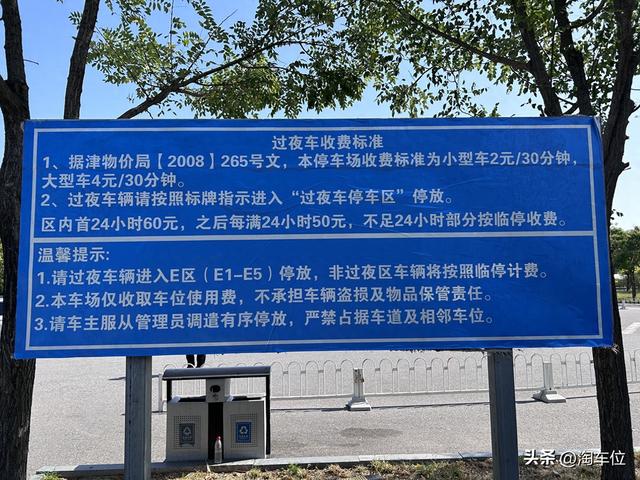 过夜车收费标准
1、据津物价局【2008】265号文，本停车场收费标准为小型车2元/30分钟，
大型车4元/30分钟。
2、过夜车辆请按照标牌指示进入“过夜车停车区”停放。
区内首24小时60元，之后每满24小时50元，不足24小时部分按临停收费。
温馨提示:
1.请过夜车辆进入E区（E1-E5）停放，非过夜区车辆将按照临停计费。
2.本车场仅收取车位使用费，不承担车辆盗损及物品保管责任。
3.请车主服从管理员调遣有序停放，严禁占据车道及相邻车位。
头条 @淘车位